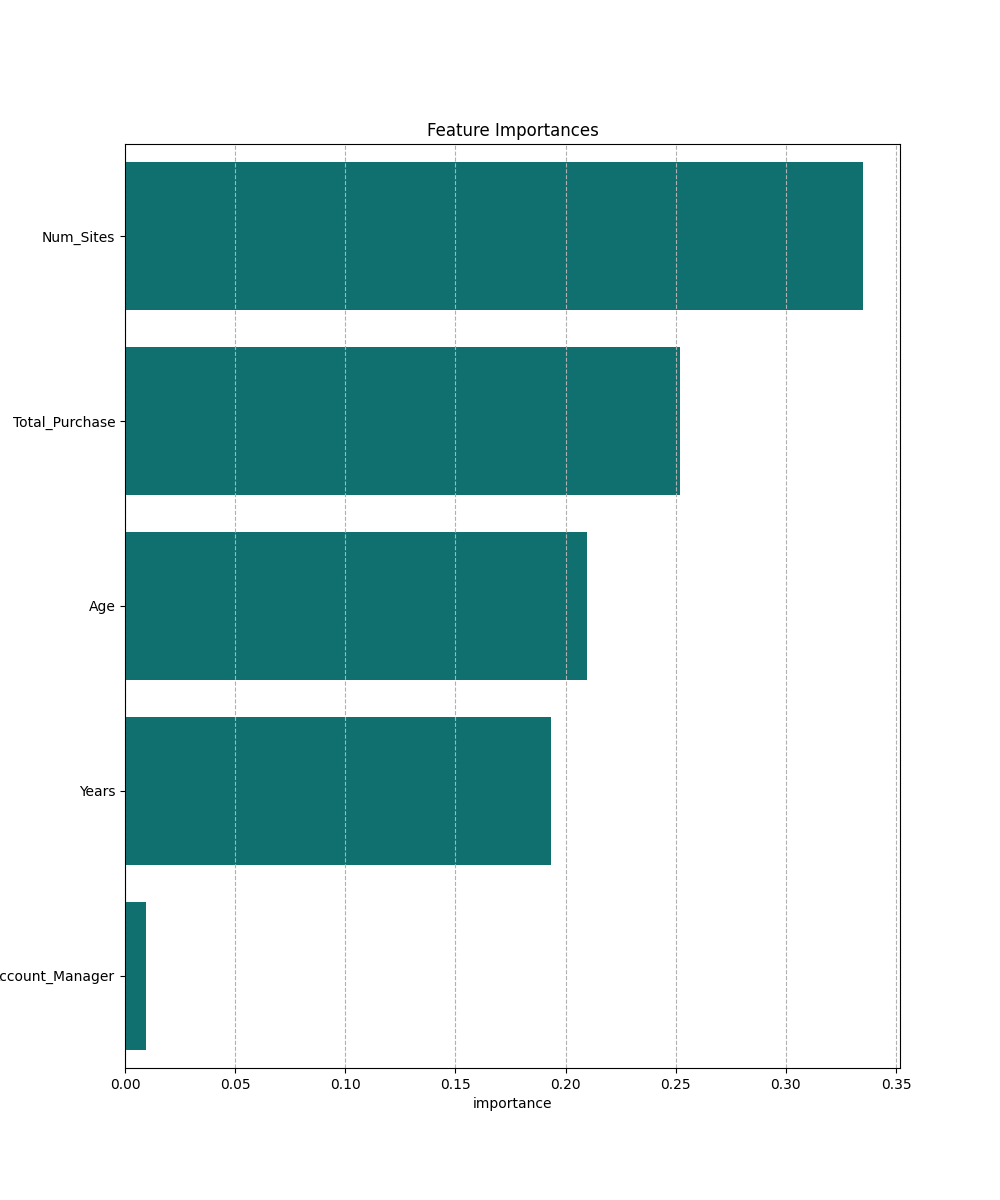 Feature Importances
Num_Sites
Total_Purchase
Age
Years
ccount_Manager
0.00 0.05 0.10 0.15 0.20 0.25 0.30 0.35
importance